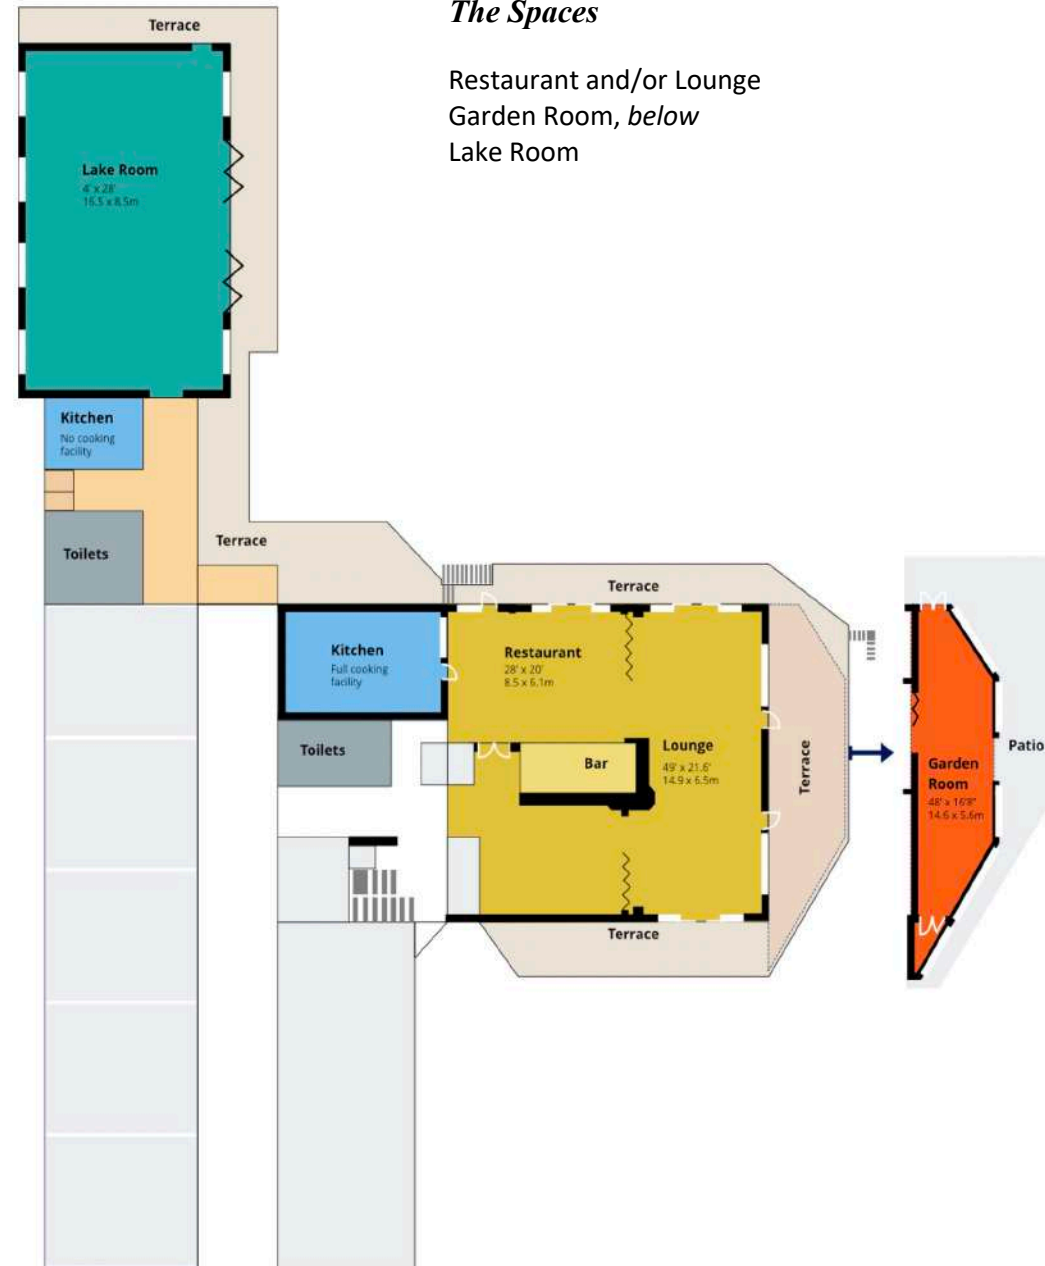 The Spaces
Restaurant and/or Lounge
Garden Room, below
Lake Room
Terrace
Lake Room
4' x 28'
16.5 x 8.5m
Kitchen
No cooking
facility
Toilets
Terrace
Terrace
Kitchen
Full cooking
facility
Restaurant
28' x 20'
8.5 x 6.1m
Toilets
Bar
Lounge
49' x 21.6'
14.9 x 6.5m
Terrace
Terrace
Garden
Room
48' x 16'8"
14.6 x 5.6m
Patio